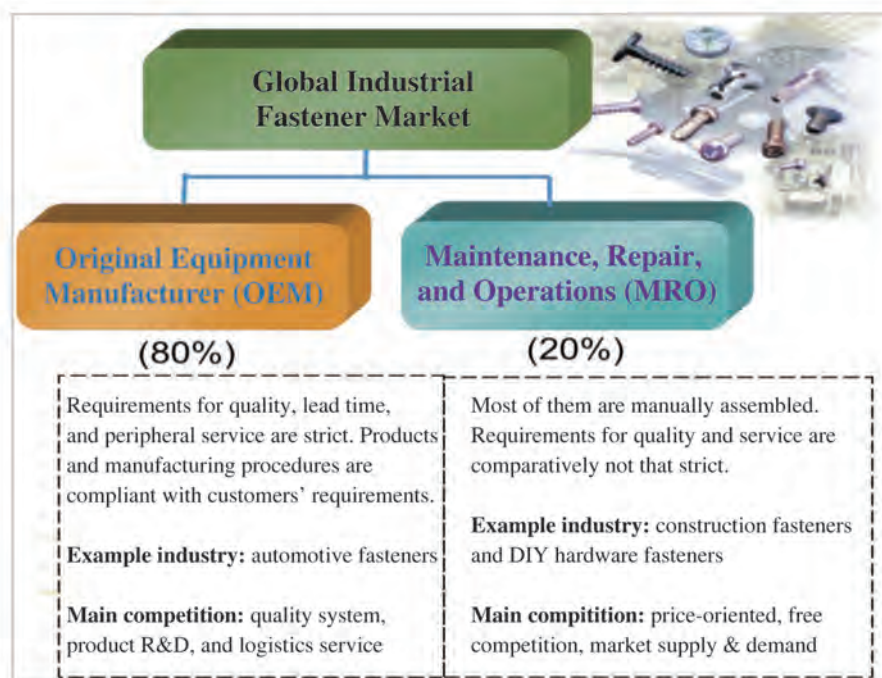 Global Industrial
Fastener Market
Original Equipment
Manufacturer (OEM)
Maintenance, Repair,
and Operations (MRO)
(80%)
(20%)
Requirements for quality, lead time,
and peripheral service are strict. Products
and manufacturing procedures are
compliant with customers’ requirements.
Example industry: automotive fasteners
Main competition: quality system,
product R&D, and logistics service
Most of them are manually assembled.
Requirements for quality and service are
comparatively not that strict.
Example industry: construction fasteners
and DIY hardware fasteners
Main compitition: price-oriented, free
competition, market supply & demand